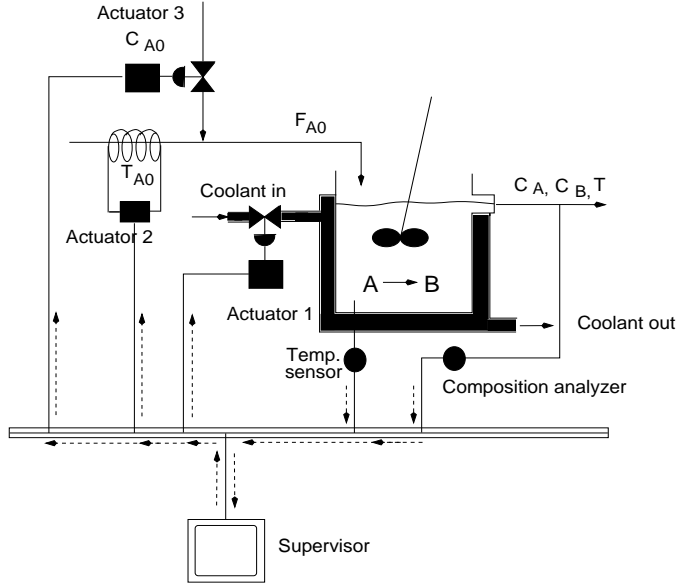 Actuator 3
C A0
F A0
T A0
Coolant in
C A, C B, T
Actuator 2
A B
Actuator 1
Coolant out
Temp.
sensor
Composition analyzer
Supervisor